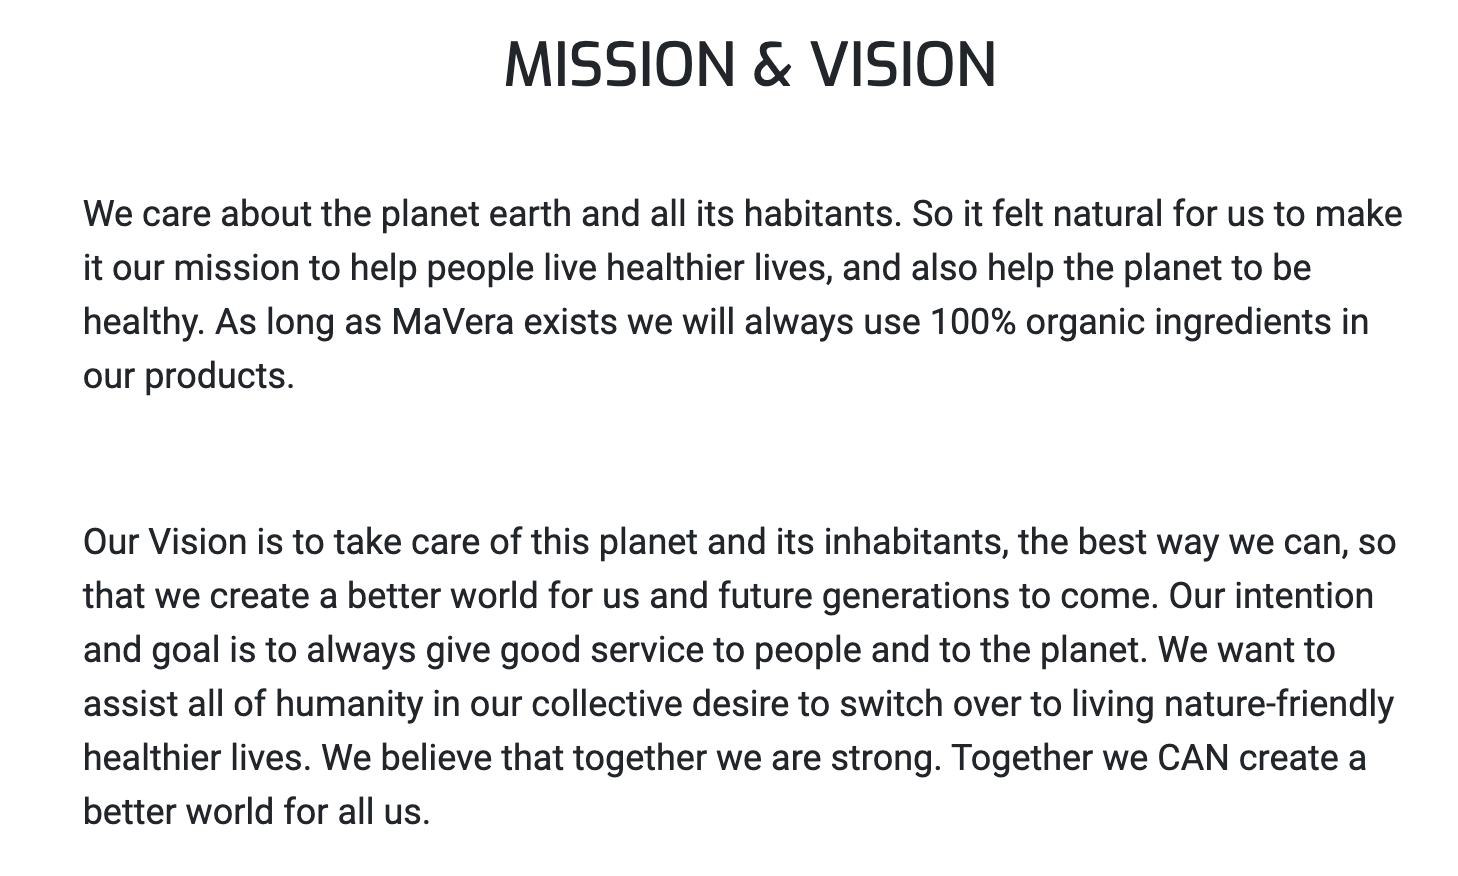 MISSION & VISION
We care about the planet earth and all its habitants. So it felt natural for us to make
it our mission to help people live healthier lives, and also help the planet to be
healthy. As long as MaVera exists we will always use 100% organic ingredients in
our products.
Our Vision is to take care of this planet and its inhabitants, the best way we can, so
that we create a better world for us and future generations to come. Our intention
and goal is to always give good service to people and to the planet. We want to
assist all of humanity in our collective desire to switch over to living nature-friendly
healthier lives. We believe that together we are strong. Together we CAN create a
better world for all us.